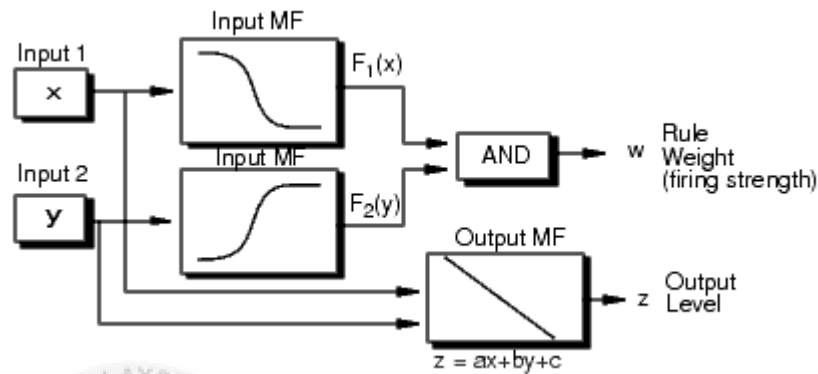 Input MF
Input 1
x
F₁(x)
Input MF
Input 2
y
F₂(y)
AND
w
Rule
Weight
(firing strength)
Output MF
z
Output
Level
z = ax+by+c